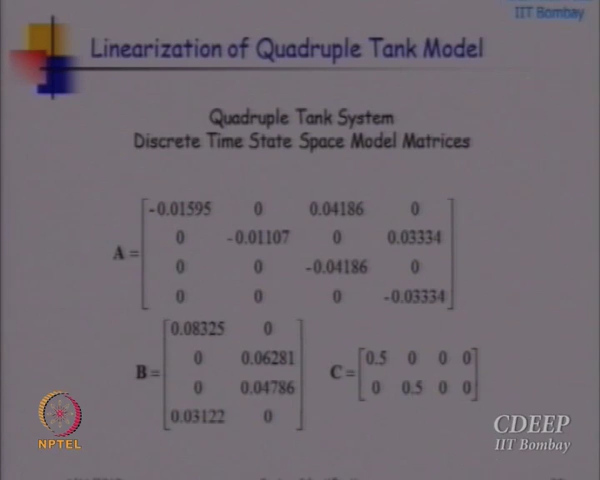 IIT Bombay
Linearization of Quadruple Tank Model
Quadruple Tank System
Discrete Time State Space Model Matrices
A = [-0.01595 0 0.04186 0
0 -0.01107 0 0.03334
0 0 -0.04186 0
0 0 0 -0.03334]
B = [0.08325 0
0 0.06281
0 0.04786
0.03122 0]
C = [0.5 0 0 0
0 0.5 0 0]
NPTEL
CDEEP
IIT Bombay